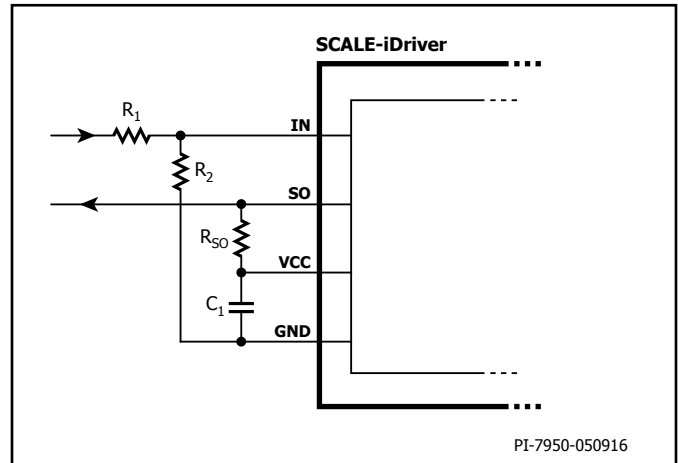 SCALE-iDriver
R1
IN
R2
SO
RSO
VCC
C1
GND
PI-7950-050916